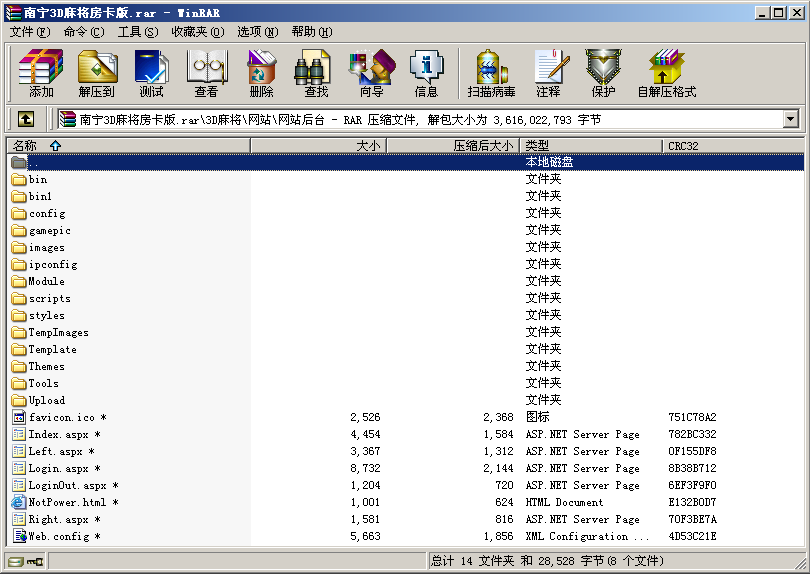 南宁3D麻将房卡版.rar - WinRAR
文件(F) 命令(C) 工具(S) 收藏夹(O) 选项(N) 帮助(H)
添加 解压到 测试 查看 删除 查找 向导 信息 扫描病毒 注释 保护 自解压格式
南宁3D麻将房卡版.rar\3D麻将\网站\网站后台 - RAR 压缩文件, 解包大小为 3,616,022,793 字节
名称 大小 压缩后大小 类型 CRC32
.. 本地磁盘
bin 文件夹
bin1 文件夹
config 文件夹
gamepic 文件夹
images 文件夹
ipconfig 文件夹
Module 文件夹
scripts 文件夹
styles 文件夹
TempImages 文件夹
Template 文件夹
Themes 文件夹
Tools 文件夹
Upload 文件夹
favicon.ico * 2,526 2,368 图标 751C78A2
Index.aspx * 4,454 1,584 ASP.NET Server Page 782BC332
Left.aspx * 3,367 1,312 ASP.NET Server Page 0F155DF8
Login.aspx * 8,732 2,144 ASP.NET Server Page 8B38B712
LoginOut.aspx * 1,204 720 ASP.NET Server Page 6EF3F9F0
NotPower.html * 1,001 624 HTML Document E132B0D7
Right.aspx * 1,581 816 ASP.NET Server Page 70F3BE7A
Web.config * 5,663 1,856 XML Configuration ... 4D53C21E
总计 14 文件夹 和 28,528 字节(8 个文件)